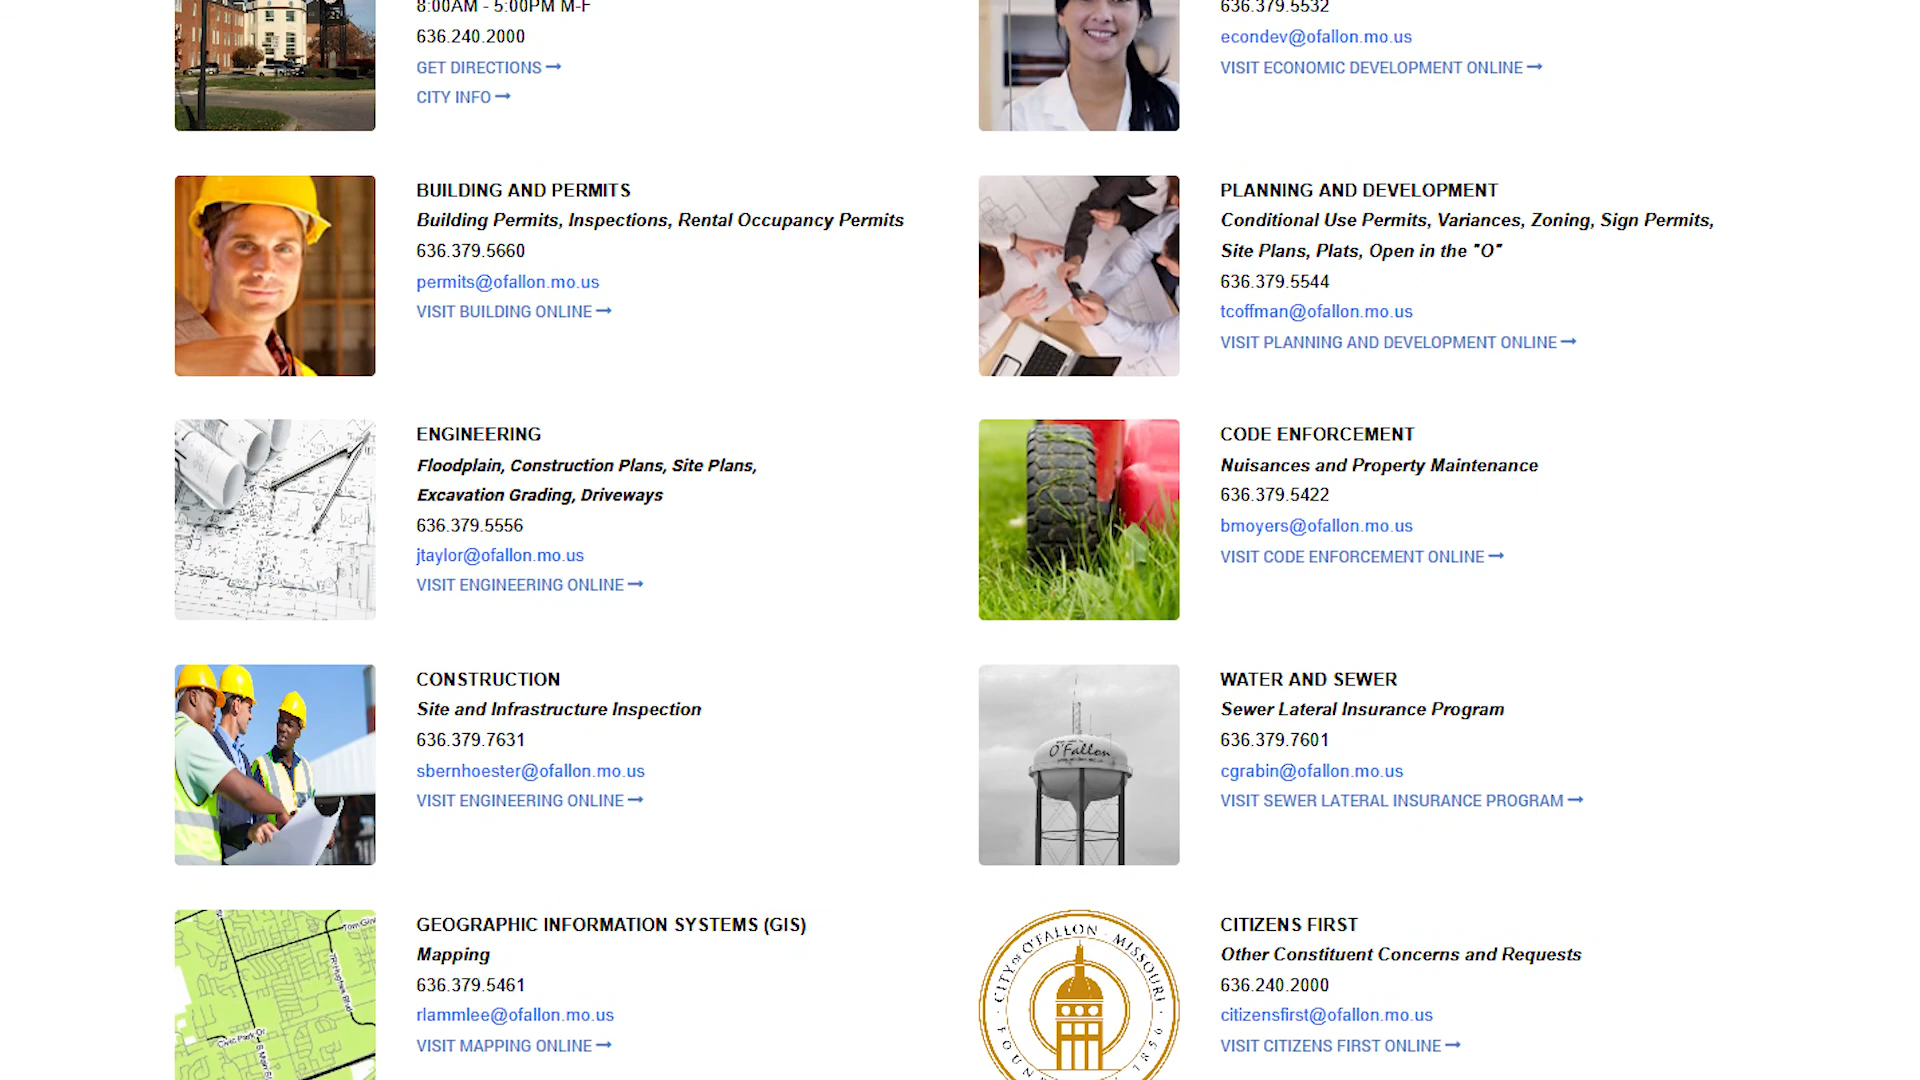 8:00AM - 5:00PM M-F
636.240.2000
GET DIRECTIONS
CITY INFO
636.379.5532
econdev@ofallon.mo.us
VISIT ECONOMIC DEVELOPMENT ONLINE
BUILDING AND PERMITS
Building Permits, Inspections, Rental Occupancy Permits
636.379.5660
permits@ofallon.mo.us
VISIT BUILDING ONLINE
PLANNING AND DEVELOPMENT
Conditional Use Permits, Variances, Zoning, Sign Permits,
Site Plans, Plats, Open in the "O"
636.379.5544
tcoffman@ofallon.mo.us
VISIT PLANNING AND DEVELOPMENT ONLINE
ENGINEERING
Floodplain, Construction Plans, Site Plans,
Excavation Grading, Driveways
636.379.5556
jtaylor@ofallon.mo.us
VISIT ENGINEERING ONLINE
CODE ENFORCEMENT
Nuisances and Property Maintenance
636.379.5422
bmoyers@ofallon.mo.us
VISIT CODE ENFORCEMENT ONLINE
CONSTRUCTION
Site and Infrastructure Inspection
636.379.7631
sbernhoester@ofallon.mo.us
VISIT ENGINEERING ONLINE
O'Fallon
WATER AND SEWER
Sewer Lateral Insurance Program
636.379.7601
cgrabin@ofallon.mo.us
VISIT SEWER LATERAL INSURANCE PROGRAM
Civic Park Dr
GEOGRAPHIC INFORMATION SYSTEMS (GIS)
Mapping
636.379.5461
rlammlee@ofallon.mo.us
VISIT MAPPING ONLINE
CITY OF O'FALLON · MISSOURI
CITIZENS FIRST
Other Constituent Concerns and Requests
636.240.2000
citizensfirst@ofallon.mo.us
VISIT CITIZENS FIRST ONLINE